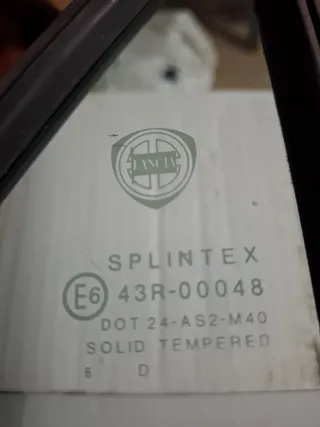 LANCIA
SPLINTEX
E6 43R-00048
DOT 24-AS2-M40
SOLID TEMPERED
6 D